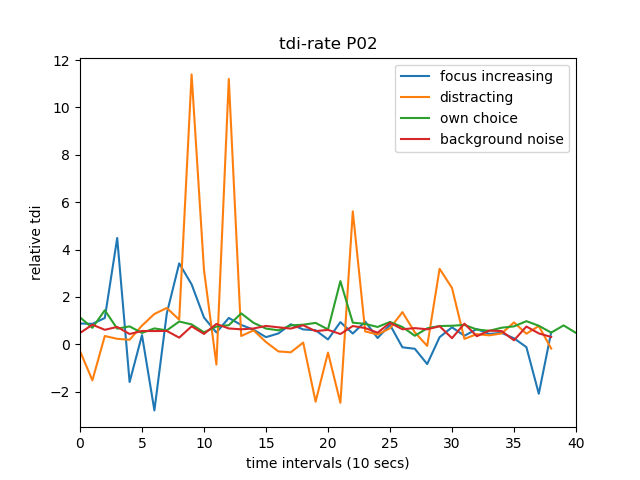 tdi-rate P02
focus increasing
distracting
own choice
background noise
12
10
8
6
4
2
0
−2
relative tdi
0 5 10 15 20 25 30 35 40
time intervals (10 secs)